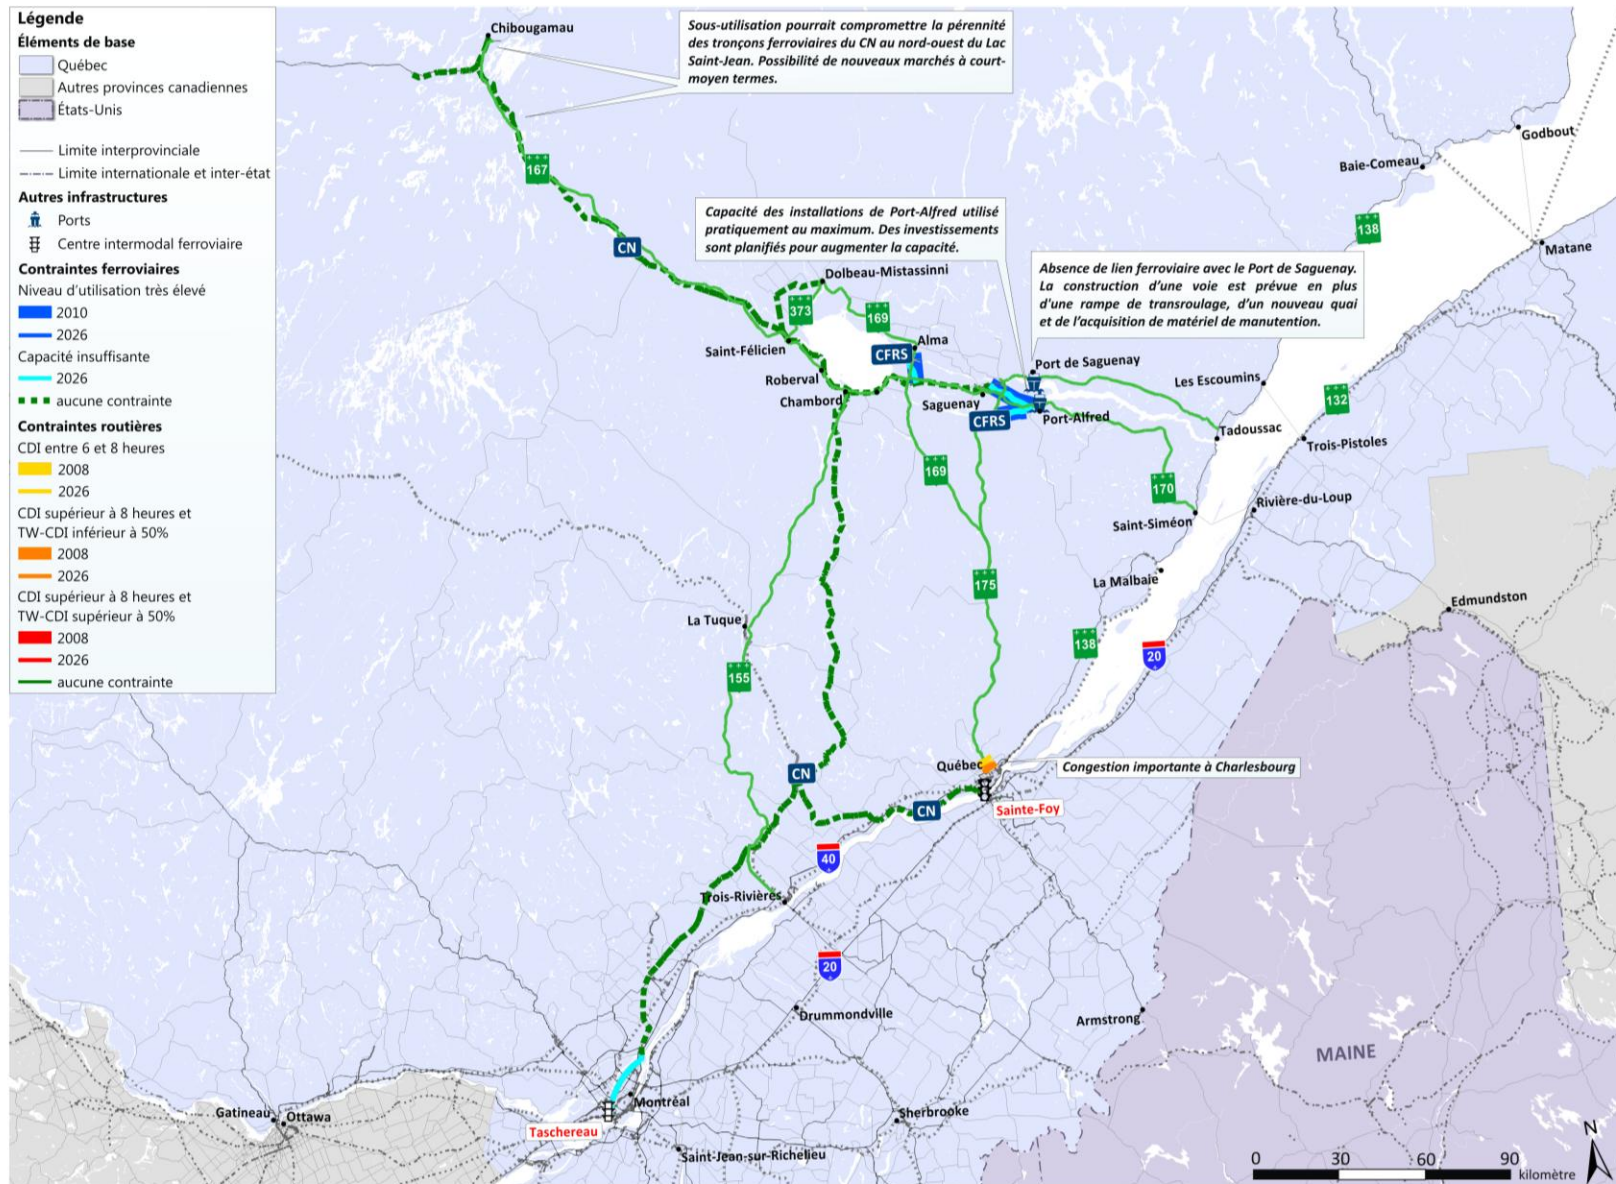 Légende
Éléments de base
Québec
Autres provinces canadiennes
États-Unis
Limite interprovinciale
Limite internationale et inter-état
Autres infrastructures
Ports
Centre intermodal ferroviaire
Contraintes ferroviaires
Niveau d'utilisation très élevé
2010
2026
Capacité insuffisante
2026
aucune contrainte
Contraintes routières
CDI entre 6 et 8 heures
2008
2026
CDI supérieur à 8 heures et
TW-CDI inférieur à 50%
2008
2026
CDI supérieur à 8 heures et
TW-CDI supérieur à 50%
2008
2026
aucune contrainte
Chibougamau
Sous-utilisation pourrait compromettre la pérennité
des tronçons ferroviaires du CN au nord-ouest du Lac
Saint-Jean. Possibilité de nouveaux marchés à court-
moyen termes.
Godbout
Baie-Comeau
167
138
Matane
CN
Capacité des installations de Port-Alfred utilisé
pratiquement au maximum. Des investissements
sont planifiés pour augmenter la capacité.
Absence de lien ferroviaire avec le Port de Saguenay.
La construction d'une voie est prévue en plus
d'une rampe de transroulage, d'un nouveau quai
et de l'acquisition de matériel de manutention.
Dolbeau-Mistassinni
373
169
Alma
Saint-Félicien
CFRS
Port de Saguenay
Roberval
Les Escoumins
Chambord
Saguenay
132
CFRS
Port-Alfred
Tadoussac
Trois-Pistoles
169
170
Rivière-du-Loup
Saint-Siméon
175
La Malbaie
Edmundston
La Tuque
138
20
155
Québec
Congestion importante à Charlesbourg
CN
CN
Sainte-Foy
40
Trois-Rivières
20
Drummondville
Armstrong
MAINE
Gatineau
Ottawa
Montréal
Sherbrooke
Taschereau
Saint-Jean-sur-Richelieu
N
0 30 60 90
kilomètre